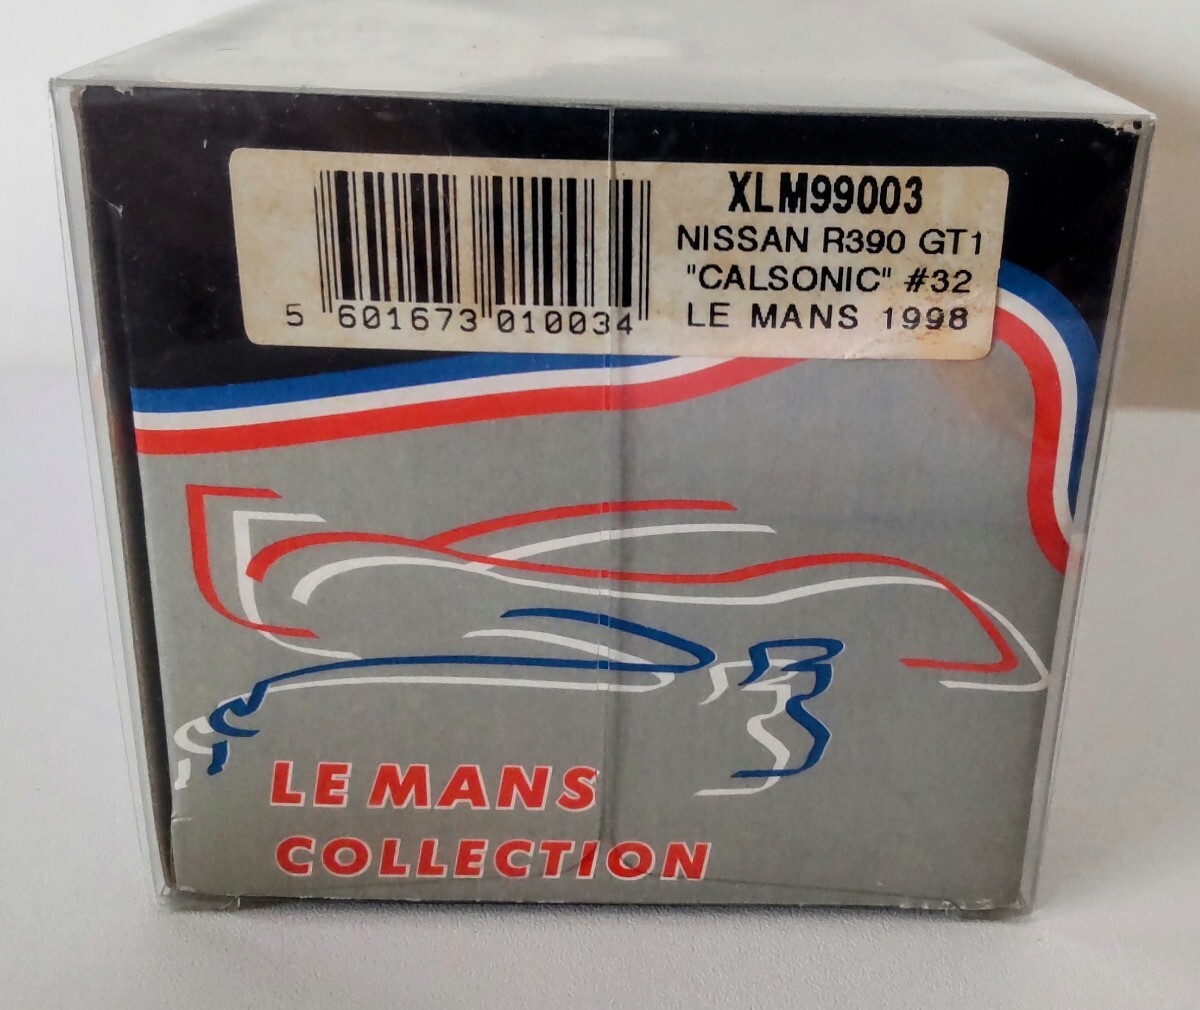 XLM99003
NISSAN R390 GT1
"CALSONIC" #32
LE MANS 1998
5 601673 010034
LE MANS
COLLECTION